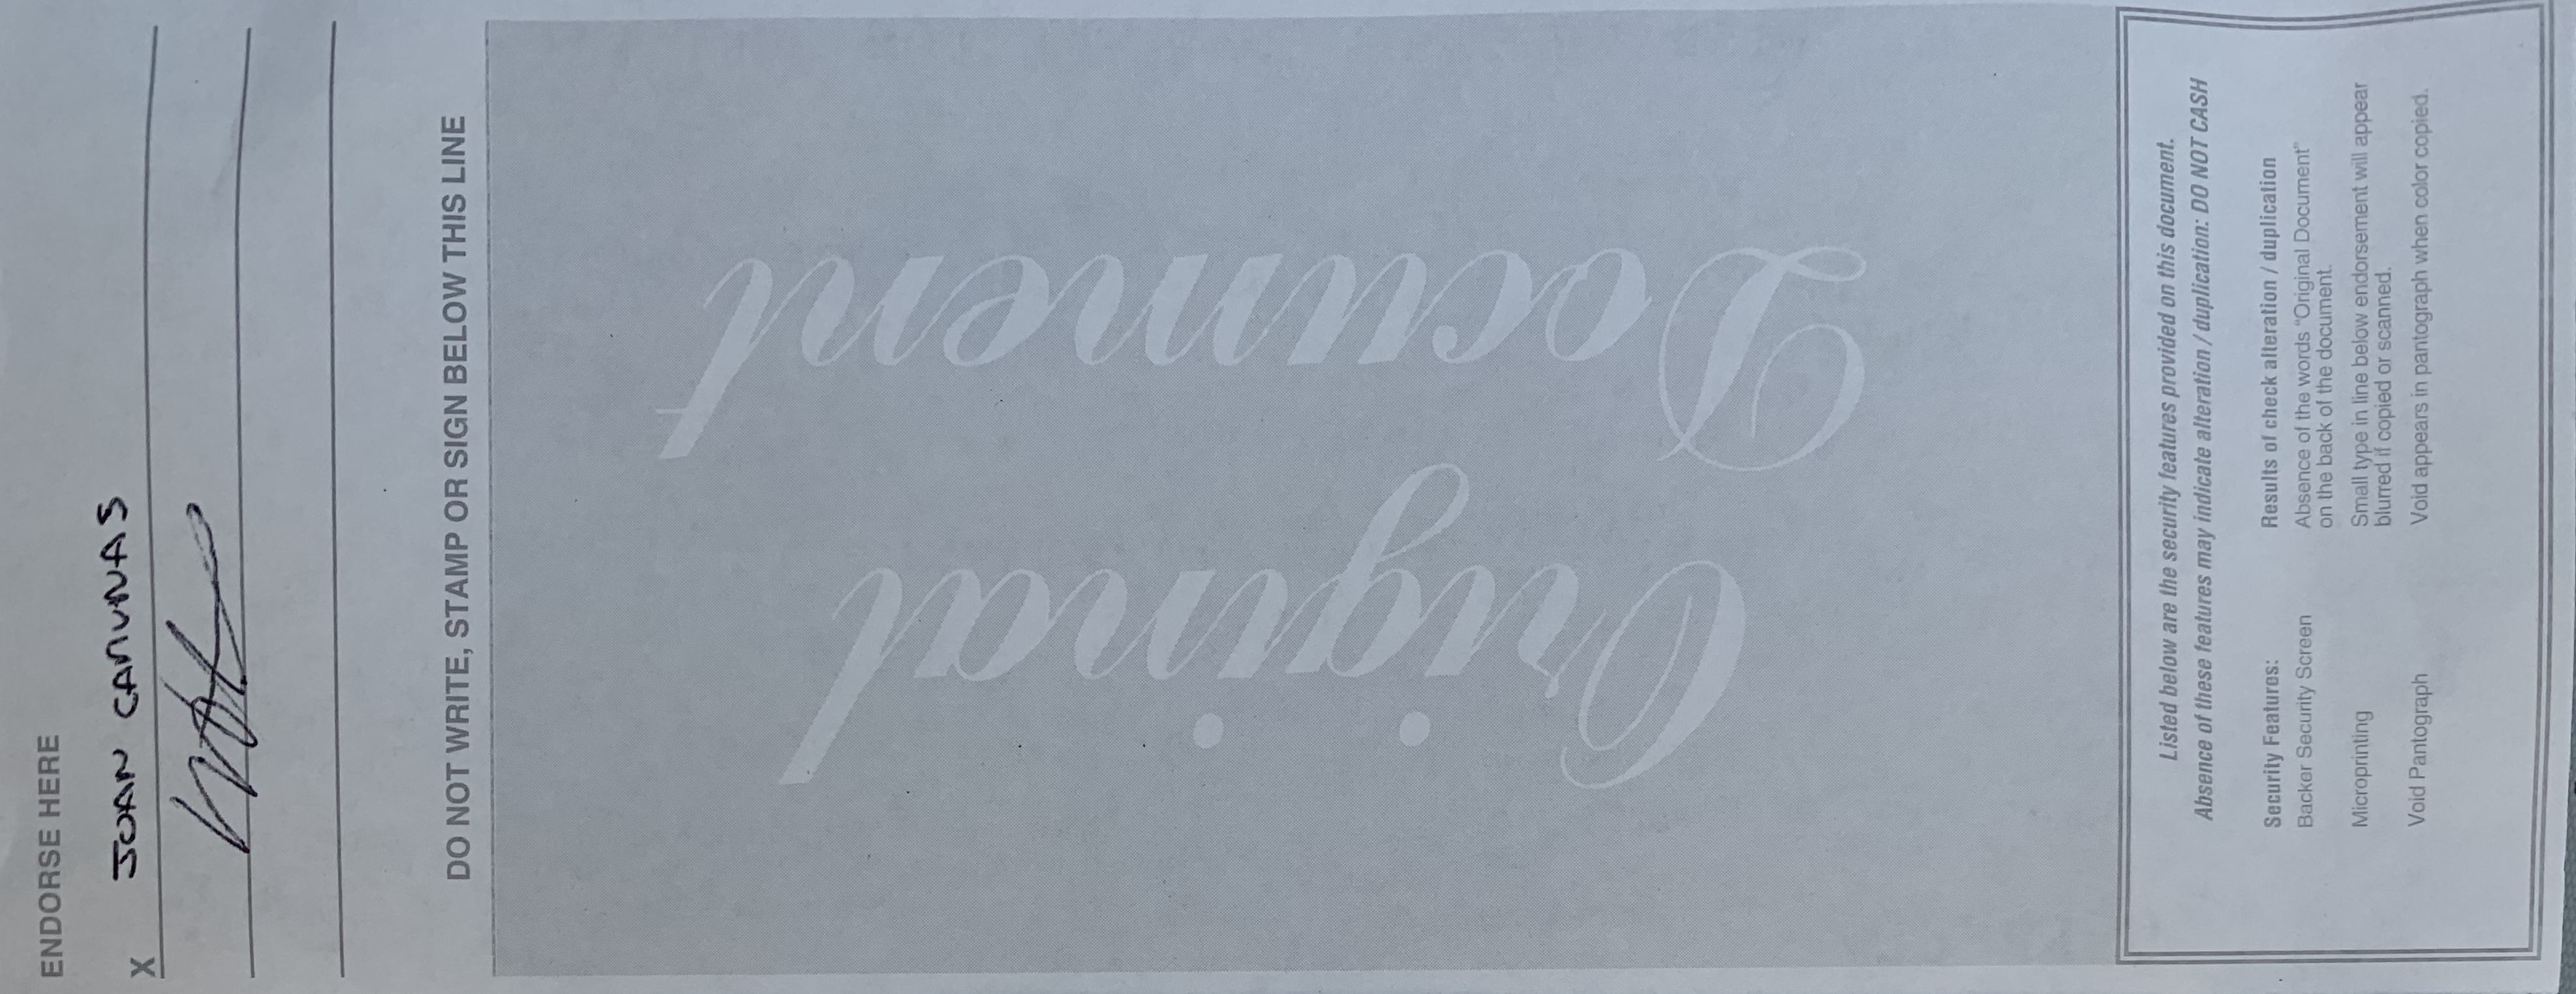 ENDORSE HERE
X JOAN CANUNAS
DO NOT WRITE, STAMP OR SIGN BELOW THIS LINE
Original
Document
Listed below are the security features provided on this document.
Absence of these features may indicate alteration / duplication: DO NOT CASH
Security Features: Results of check alteration / duplication
Backer Security Screen Absence of the words "Original Document"
on the back of the document.
Microprinting Small type in line below endorsement will appear
blurred if copied or scanned.
Void Pantograph Void appears in pantograph when color copied.